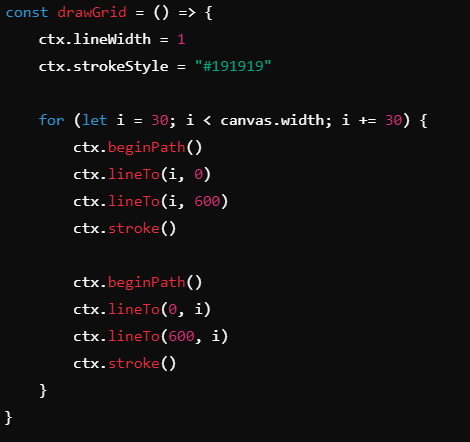 const drawGrid = () => {
    ctx.lineWidth = 1
    ctx.strokeStyle = "#191919"

    for (let i = 30; i < canvas.width; i += 30) {
        ctx.beginPath()
        ctx.lineTo(i, 0)
        ctx.lineTo(i, 600)
        ctx.stroke()

        ctx.beginPath()
        ctx.lineTo(0, i)
        ctx.lineTo(600, i)
        ctx.stroke()
    }
}